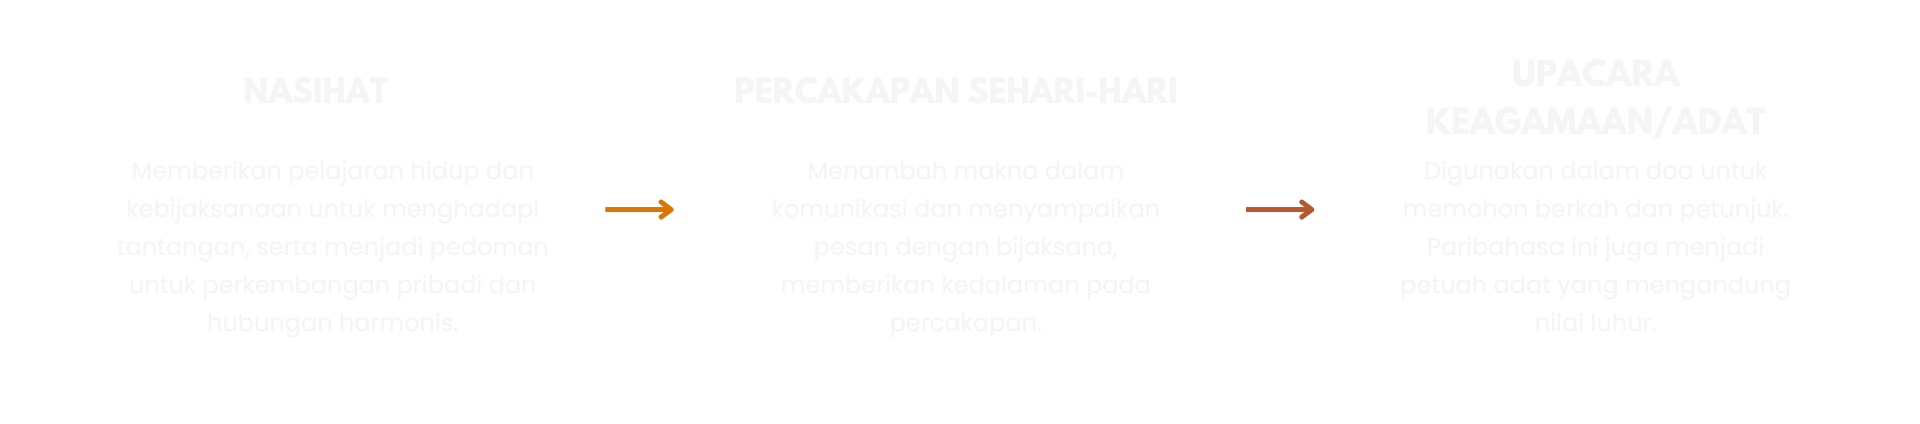 NASIHAT
Memberikan pelajaran hidup dan
kebijaksanaan untuk menghadapi
tantangan, serta menjadi pedoman
untuk perkembangan pribadi dan
hubungan harmonis.
PERCAKAPAN SEHARI-HARI
Menambah makna dalam
komunikasi dan menyampaikan
pesan dengan bijaksana,
memberikan kedalaman pada
percakapan.
UPACARA
KEAGAMAAN/ADAT
Digunakan dalam doa untuk
memohon berkah dan petunjuk.
Paribahasa ini juga menjadi
petuah adat yang mengandung
nilai luhur.